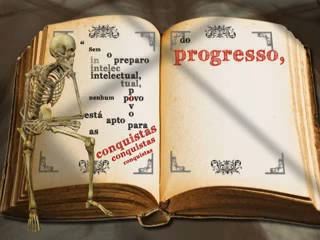 “
Sem
o preparo
in
intelec
intelectual,
tual,
nenhum povo
p
o
v
o
está apto para
as
conquistas
conquistas
conquistas
do
progresso,